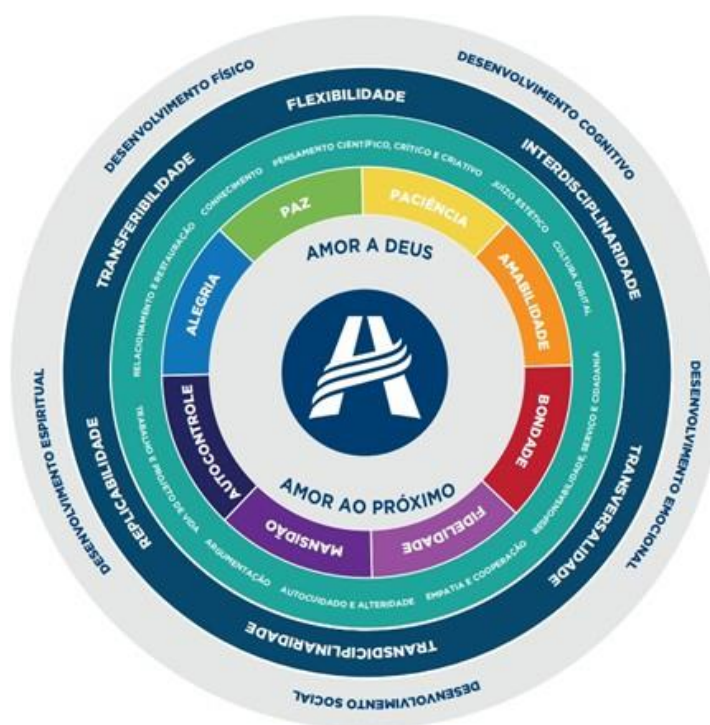 DESENVOLVIMENTO FÍSICO
DESENVOLVIMENTO COGNITIVO
DESENVOLVIMENTO EMOCIONAL
DESENVOLVIMENTO SOCIAL
DESENVOLVIMENTO ESPIRITUAL
FLEXIBILIDADE
INTERDISCIPLINARIDADE
TRANSVERSALIDADE
TRANSDICIPLINARIDADE
REPLICABILIDADE
TRANSFERIBILIDADE
CONHECIMENTO
PENSAMENTO CIENTÍFICO, CRÍTICO E CRIATIVO
JUÍZO ESTÉTICO
CULTURA DIGITAL
RESPONSABILIDADE, SERVIÇO E CIDADANIA
EMPATIA E COOPERAÇÃO
AUTOCUIDADO E ALTERIDADE
ARGUMENTAÇÃO
TRABALHO E PROJETO DE VIDA
RELACIONAMENTO E RESTAURAÇÃO
PAZ
PACIÊNCIA
AMABILIDADE
BONDADE
FIDELIDADE
MANSIDÃO
AUTOCONTROLE
ALEGRIA
AMOR A DEUS
AMOR AO PRÓXIMO